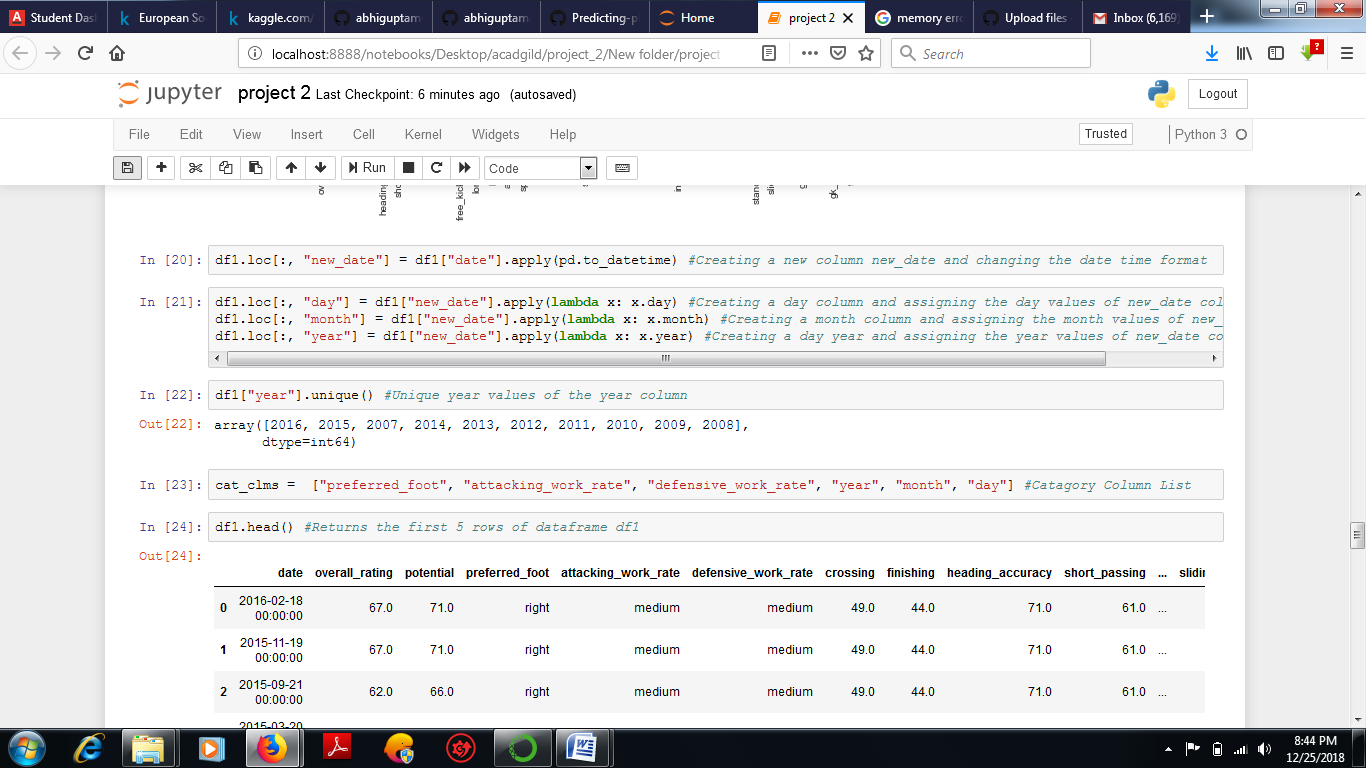 Student Dash
European So
kaggle.com/
abhiguptam
abhiguptam
Predicting-p
Home
project 2
memory erro
Upload files
Inbox (6,169)
localhost:8888/notebooks/Desktop/acadgild/project_2/New folder/project
Search
jupyter project 2 Last Checkpoint: 6 minutes ago (autosaved)
Logout
File Edit View Insert Cell Kernel Widgets Help
Trusted
Python 3
Run
Code
heading
free_kick
In [20]: df1.loc[:, "new_date"] = df1["date"].apply(pd.to_datetime) #Creating a new column new_date and changing the date time format
In [21]: df1.loc[:, "day"] = df1["new_date"].apply(lambda x: x.day) #Creating a day column and assigning the day values of new_date col
df1.loc[:, "month"] = df1["new_date"].apply(lambda x: x.month) #Creating a month column and assigning the month values of new_
df1.loc[:, "year"] = df1["new_date"].apply(lambda x: x.year) #Creating a day year and assigning the year values of new_date co
In [22]: df1["year"].unique() #Unique year values of the year column
Out[22]: array([2016, 2015, 2007, 2014, 2013, 2012, 2011, 2010, 2009, 2008],
dtype=int64)
In [23]: cat_clms = ["preferred_foot", "attacking_work_rate", "defensive_work_rate", "year", "month", "day"] #Catagory Column List
In [24]: df1.head() #Returns the first 5 rows of dataframe df1
Out[24]:
date overall_rating potential preferred_foot attacking_work_rate defensive_work_rate crossing finishing heading_accuracy short_passing ... slidin
0 2016-02-18 00:00:00 67.0 71.0 right medium medium 49.0 44.0 71.0 61.0 ...
1 2015-11-19 00:00:00 67.0 71.0 right medium medium 49.0 44.0 71.0 61.0 ...
2 2015-09-21 00:00:00 62.0 66.0 right medium medium 49.0 44.0 71.0 61.0 ...
2015-03-20
8:44 PM
12/25/2018